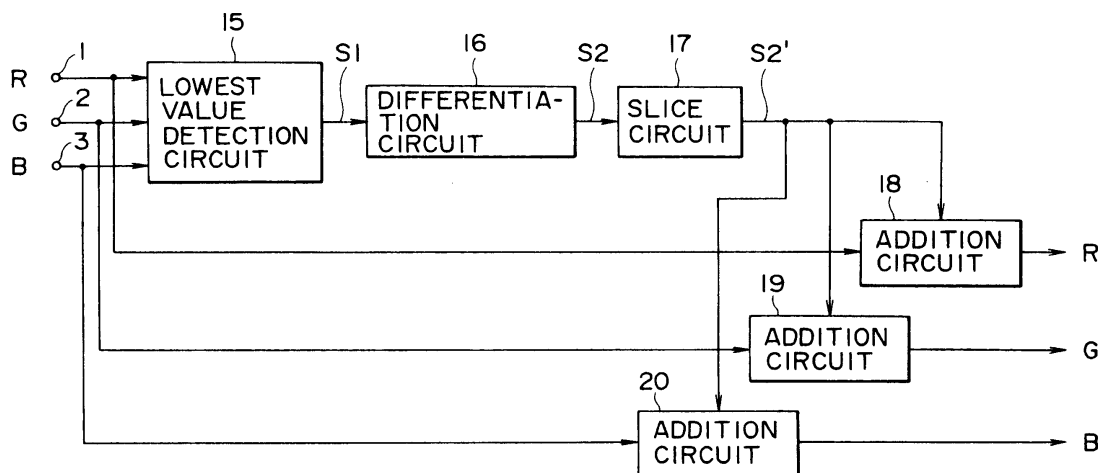 15
1
R
LOWEST
VALUE
DETECTION
CIRCUIT
2
G
3
B
S1
16
DIFFERENTIA-
TION
CIRCUIT
S2
17
SLICE
CIRCUIT
S2'
18
ADDITION
CIRCUIT
R
19
ADDITION
CIRCUIT
G
20
ADDITION
CIRCUIT
B